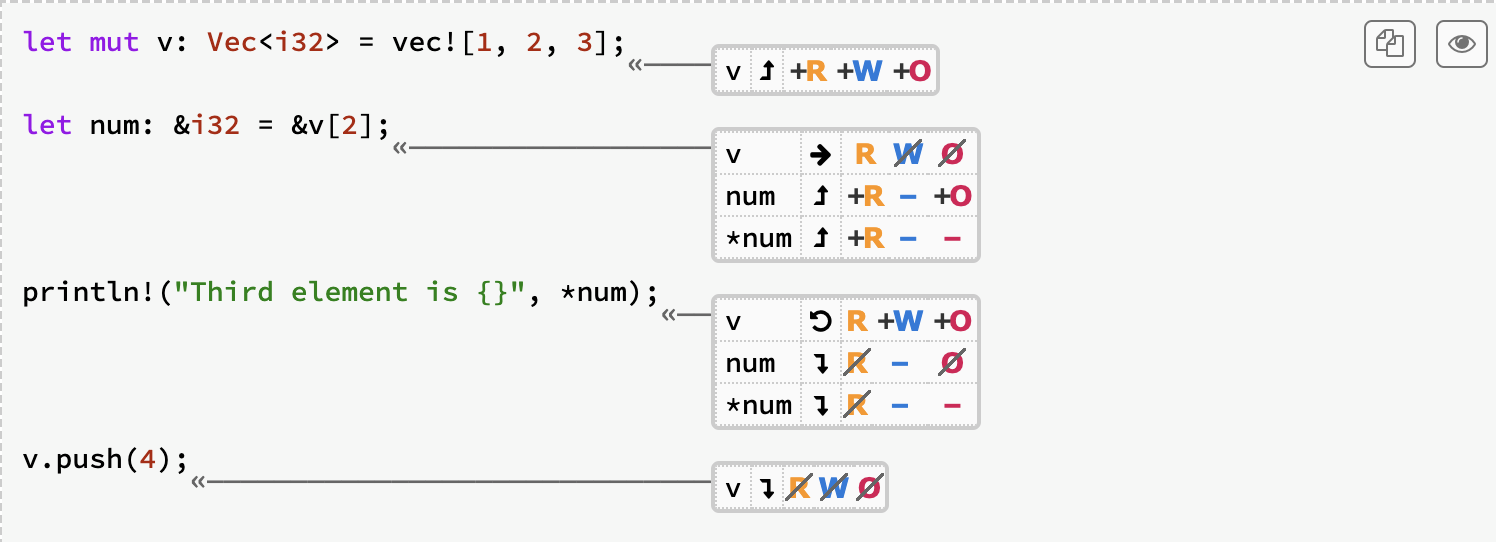 let mut v: Vec<i32> = vec![1, 2, 3];
« v ⮥ +R +W +O
let num: &i32 = &v[2];
« v → R W̸ O̸
num ⮥ +R - +O
*num ⮥ +R - -
println!("Third element is {}", *num);
« v ↺ R +W +O
num ↴ R̸ - O̸
*num ↴ R̸ - -
v.push(4);
« v ↴ R̸ W̸ O̸